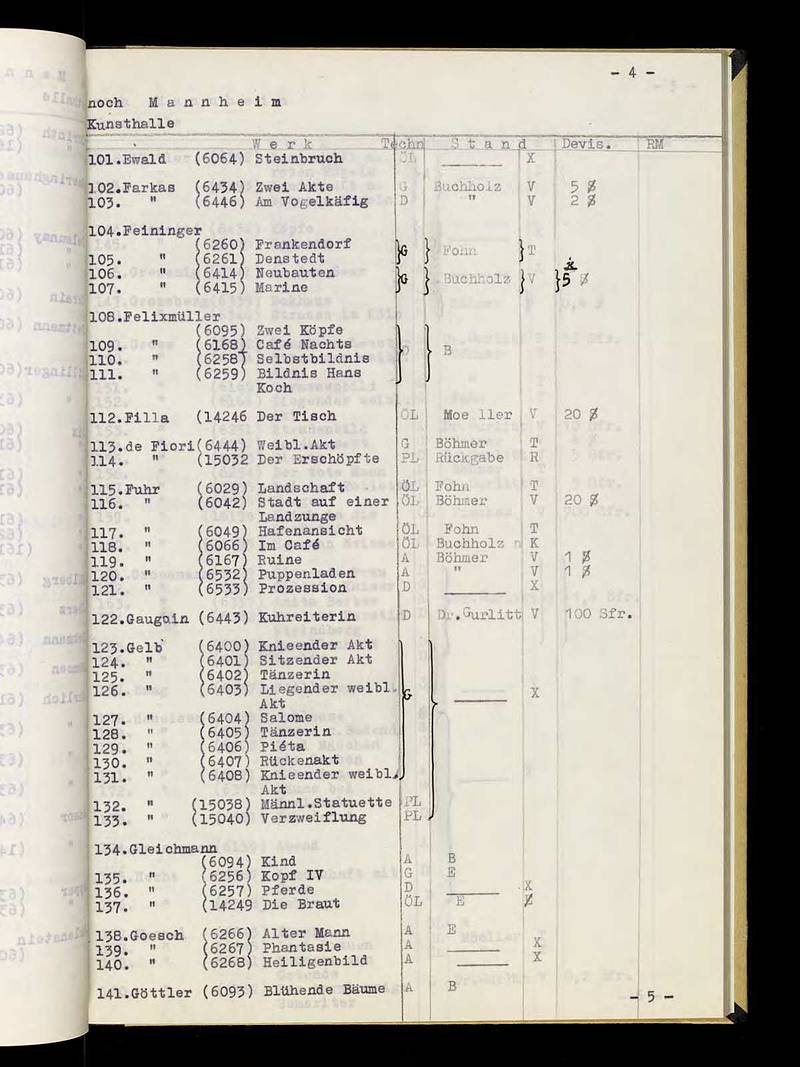 - 4 -
noch M a n n h e i m
Kunsthalle
W e r k Techn S t a n d Devis. RM
101.Ewald (6064) Steinbruch ÖL ______ X
102.Farkas (6434) Zwei Akte G Buchholz V 5 $
103. " (6446) Am Vogelkäfig D " V 2 $
104.Feininger
(6260) Frankendorf
105. " (6261) Denstedt } G } Fohn } T
106. " (6414) Neubauten
107. " (6415) Marine } G } Buchholz } V } 5 $
108.Felixmüller
(6095) Zwei Köpfe
109. " (6168) Café Nachts
110. " (6258) Selbstbildnis } D } B
111. " (6259) Bildnis Hans
Koch
112.Filla (14246 Der Tisch ÖL Moe ller V 20 $
113.de Fiori(6444) Weibl.Akt G Böhmer T
114. " (15032 Der Erschöpfte PL Rückgabe R
115.Fuhr (6029) Landschaft ÖL Fohn T
116. " (6042) Stadt auf einer ÖL Böhmer V 20 $
Landzunge
117. " (6049) Hafenansicht ÖL Fohn T
118. " (6066) Im Café ÖL Buchholz K
119. " (6167) Ruine A Böhmer V 1 $
120. " (6532) Puppenladen A " V 1 $
121. " (6533) Prozession D ______ X
122.Gaugoin (6443) Kuhreiterin D Dr.Gurlitt V 100 Sfr.
123.Gelb (6400) Knieender Akt
124. " (6401) Sitzender Akt
125. " (6402) Tänzerin
126. " (6403) Liegender weibl. } G } ______ X
Akt
127. " (6404) Salome
128. " (6405) Tänzerin
129. " (6406) Piéta
130. " (6407) Rückenakt
131. " (6408) Knieender weibl.
Akt
132. " (15038) Männl.Statuette PL
133. " (15040) Verzweiflung PL
134.Gleichmann
(6094) Kind A B
135. " (6256) Kopf IV G E
136. " (6257) Pferde D ______ X
137. " (14249 Die Braut ÖL E
138.Goesch (6266) Alter Mann A E
139. " (6267) Phantasie A ______ X
140. " (6268) Heiligenbild A ______ X
141.Göttler (6093) Blühende Bäume A B
- 5 -